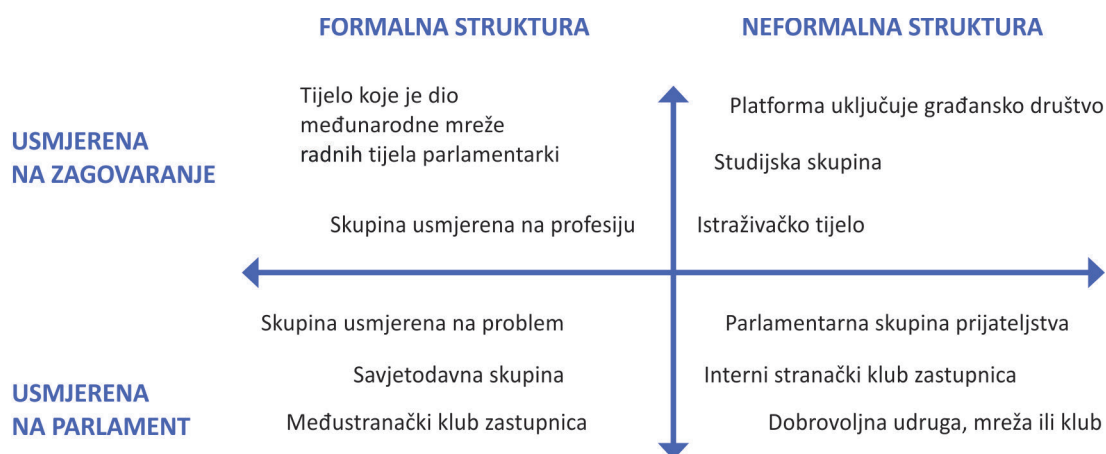 FORMALNA STRUKTURA
NEFORMALNA STRUKTURA
USMJERENA
NA ZAGOVARANJE
Tijelo koje je dio
međunarodne mreže
radnih tijela parlamentarki
Skupina usmjerena na profesiju
Platforma uključuje građansko društvo
Studijska skupina
Istraživačko tijelo
USMJERENA
NA PARLAMENT
Skupina usmjerena na problem
Savjetodavna skupina
Međustranački klub zastupnica
Parlamentarna skupina prijateljstva
Interni stranački klub zastupnica
Dobrovoljna udruga, mreža ili klub